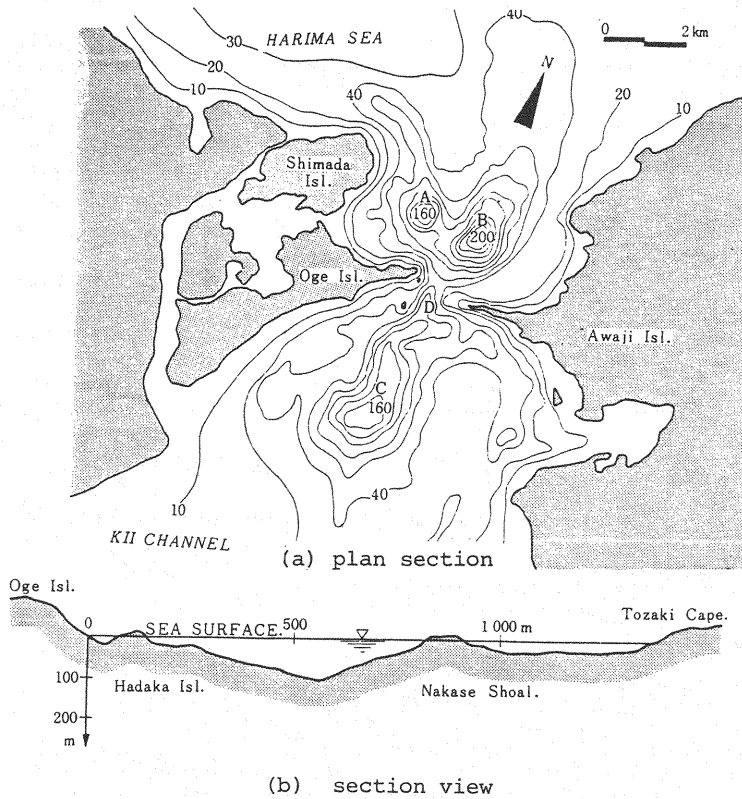 40
HARIMA SEA
30
0 2 km
20
10
N
40
20
10
Shimada
Isl.
A
160
B
200
Oge Isl.
D
Awaji Isl.
C
160
40
10
KII CHANNEL
(a) plan section
Oge Isl.
Tozaki Cape.
0 500 1 000 m
SEA SURFACE.
Hadaka Isl.
Nakase Shoal.
100
200
m
(b) section view